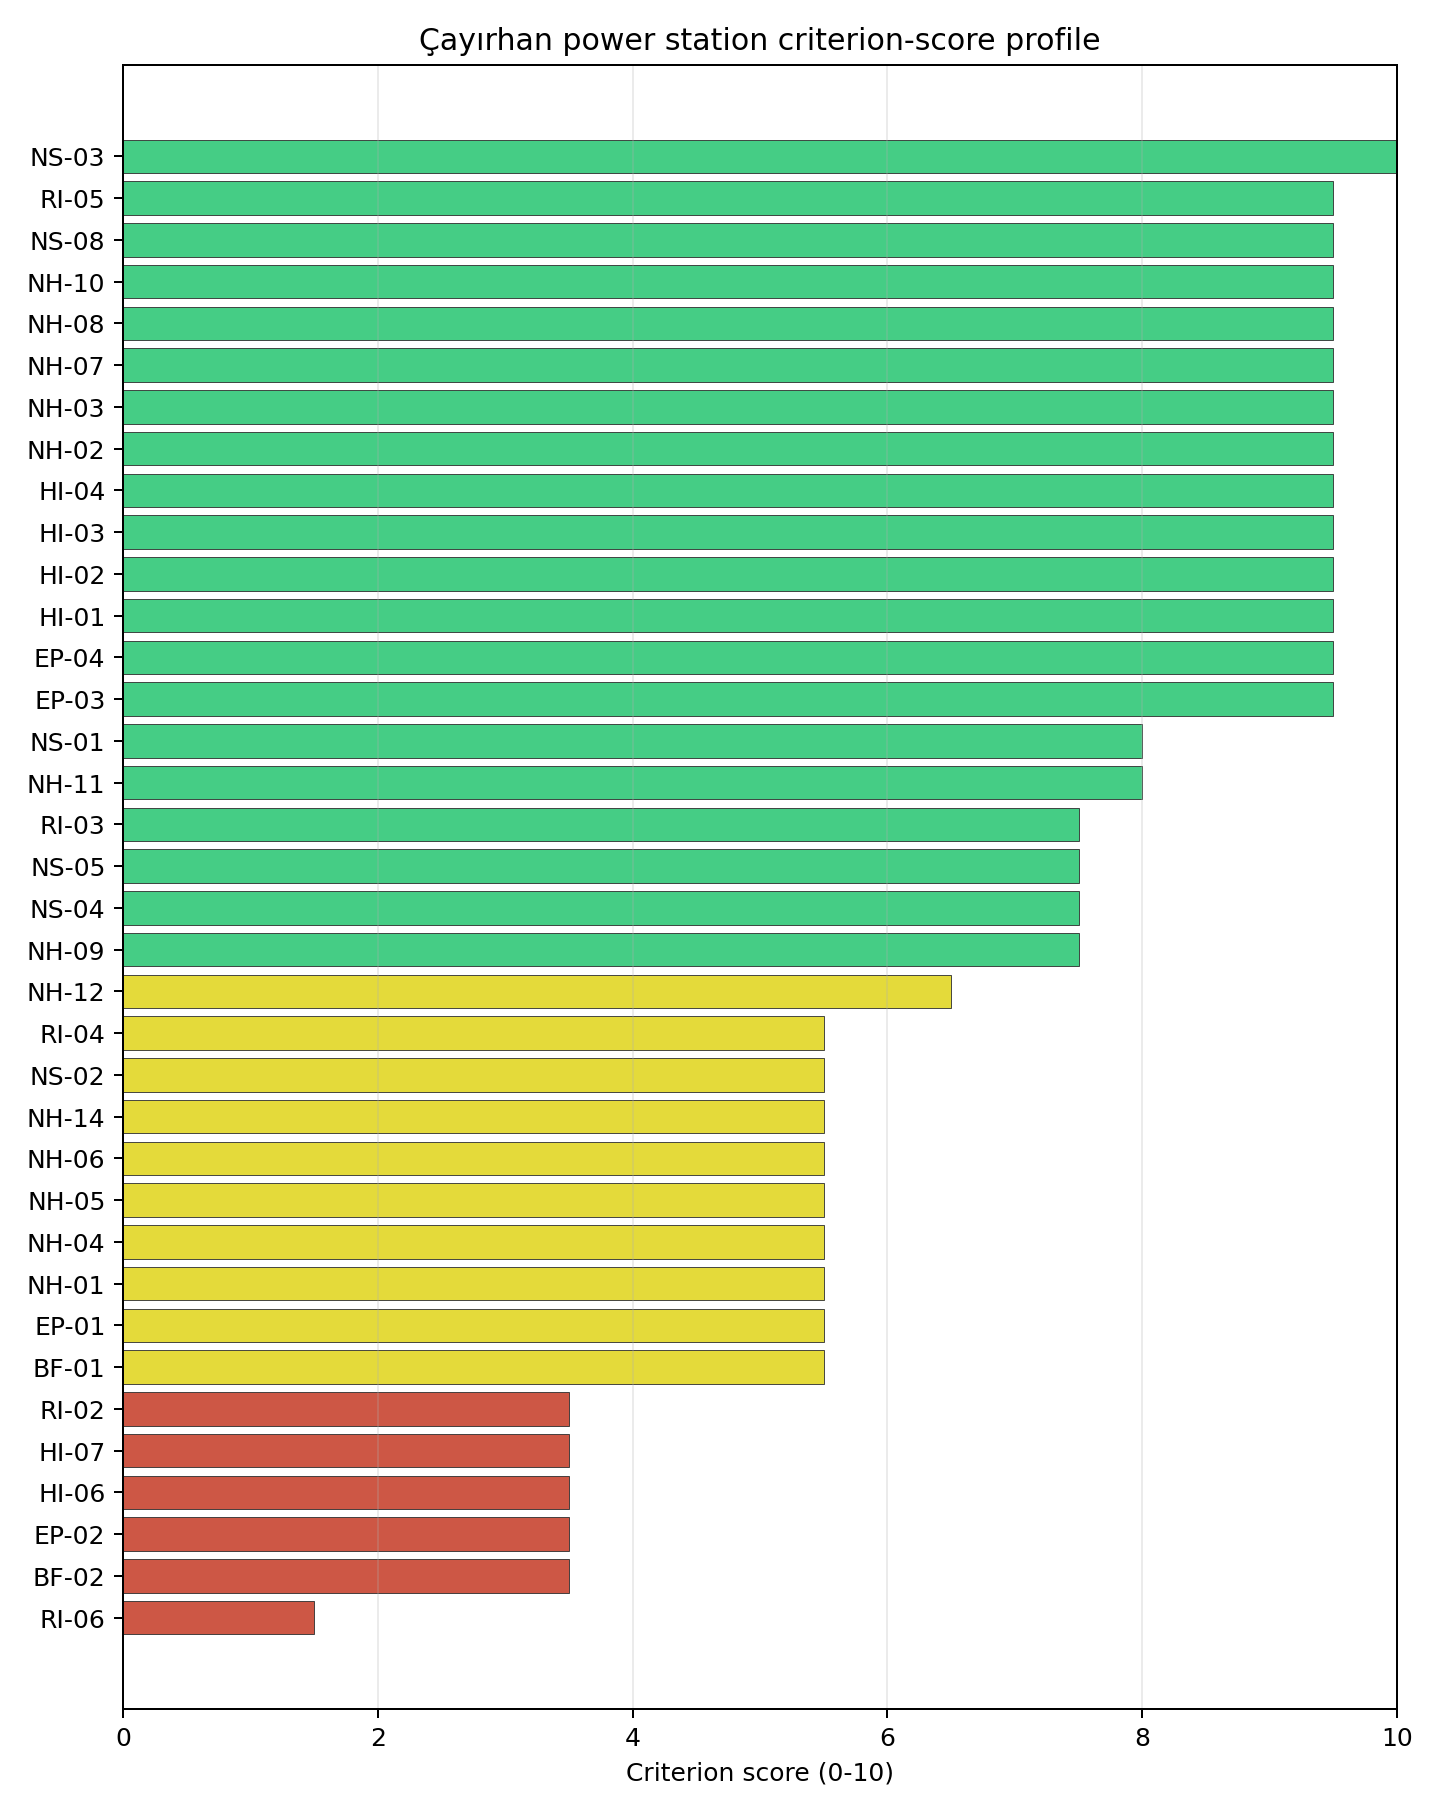 Çayırhan power station criterion-score profile
NS-03
RI-05
NS-08
NH-10
NH-08
NH-07
NH-03
NH-02
HI-04
HI-03
HI-02
HI-01
EP-04
EP-03
NS-01
NH-11
RI-03
NS-05
NS-04
NH-09
NH-12
RI-04
NS-02
NH-14
NH-06
NH-05
NH-04
NH-01
EP-01
BF-01
RI-02
HI-07
HI-06
EP-02
BF-02
RI-06
0 2 4 6 8 10
Criterion score (0-10)